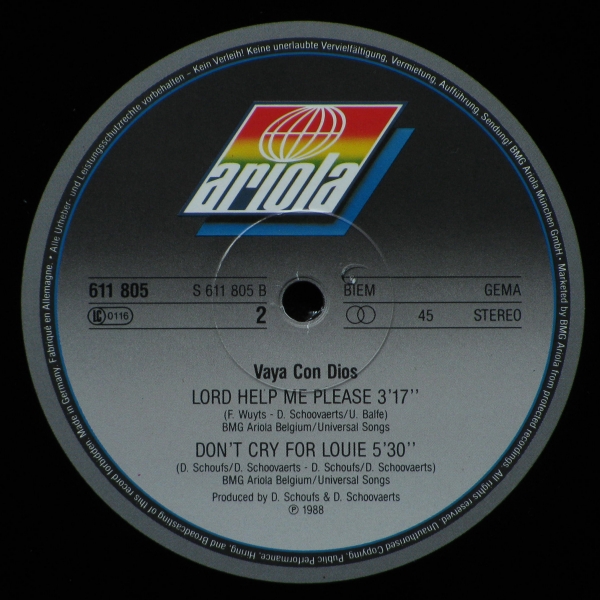 • Alle Urheber- und Leistungsschutzrechte vorbehalten – Kein Verleih! Keine unerlaubte Vervielfältigung, Vermietung, Aufführung, Sendung! BMG Ariola München GmbH • Marketed by BMG Ariola from protected recordings. All rights reserved. Unauthorised Copying, Public Performance, Hiring, and Broadcasting of this record forbidden. Made in Germany. Fabriqué en Allemagne.
ariola
611 805 S 611 805 B BIEM GEMA
LC 0116 2 45 STEREO
Vaya Con Dios
LORD HELP ME PLEASE 3'17''
(F. Wuyts - D. Schoovaerts/U. Balfe)
BMG Ariola Belgium/Universal Songs
DON'T CRY FOR LOUIE 5'30''
(D. Schoufs/D. Schoovaerts - D. Schoufs/D. Schoovaerts)
BMG Ariola Belgium/Universal Songs
Produced by D. Schoufs & D. Schoovaerts
℗ 1988